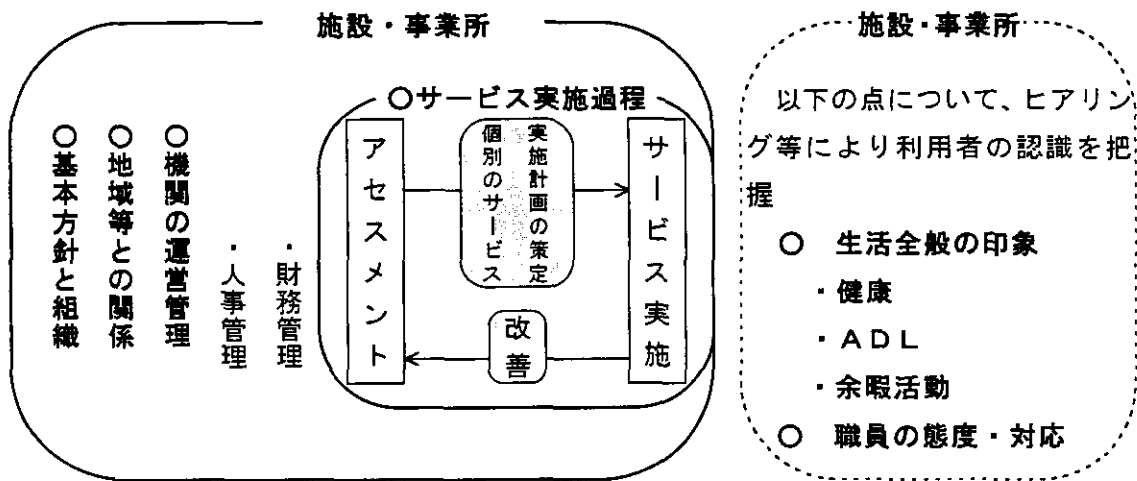 施設・事業所
○基本方針と組織
○地域等との関係
○機関の運営管理
・人事管理
・財務管理
○サービス実施過程
アセスメント
個別のサービス
実施計画の策定
サービス実施
改善
施設・事業所
以下の点について、ヒアリン
グ等により利用者の認識を把
握
○ 生活全般の印象
・健康
・ADL
・余暇活動
○ 職員の態度・対応